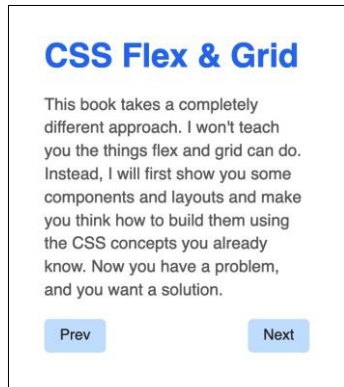 CSS Flex & Grid
This book takes a completely
different approach. I won't teach
you the things flex and grid can do.
Instead, I will first show you some
components and layouts and make
you think how to build them using
the CSS concepts you already
know. Now you have a problem,
and you want a solution.
Prev Next